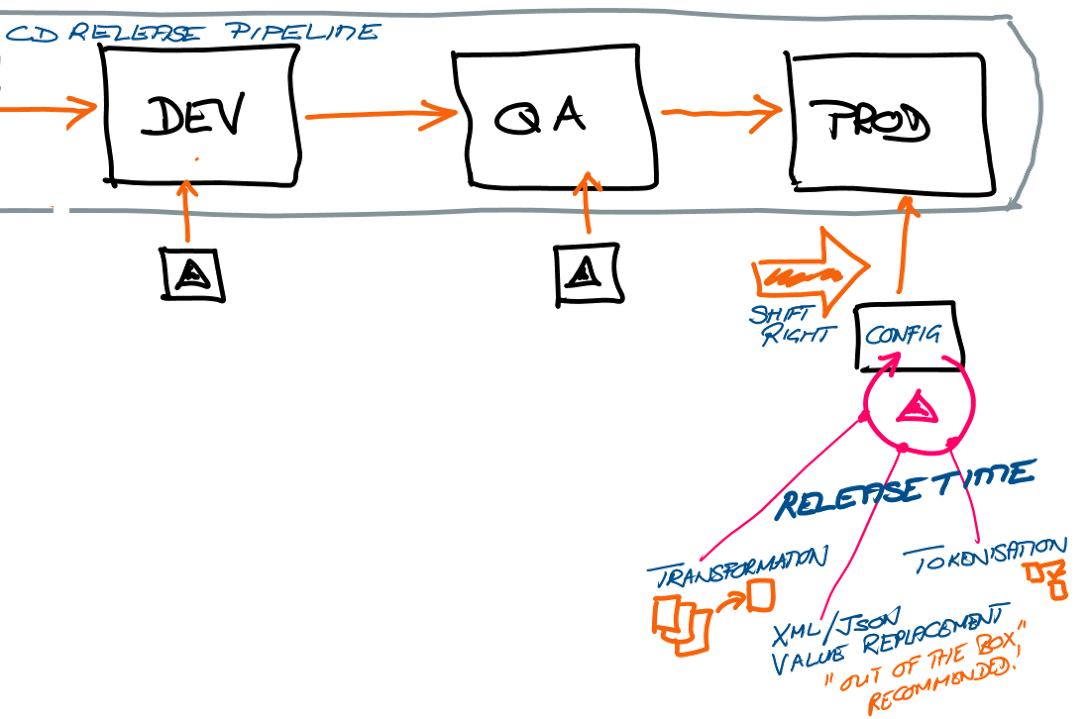 CD RELEASE PIPELINE
DEV
QA
PROD
SHIFT
RIGHT
CONFIG
RELEASE TIME
TRANSFORMATION
TOKENISATION
XML/JSON
VALUE REPLACEMENT
"OUT OF THE BOX,"
RECOMMENDED!